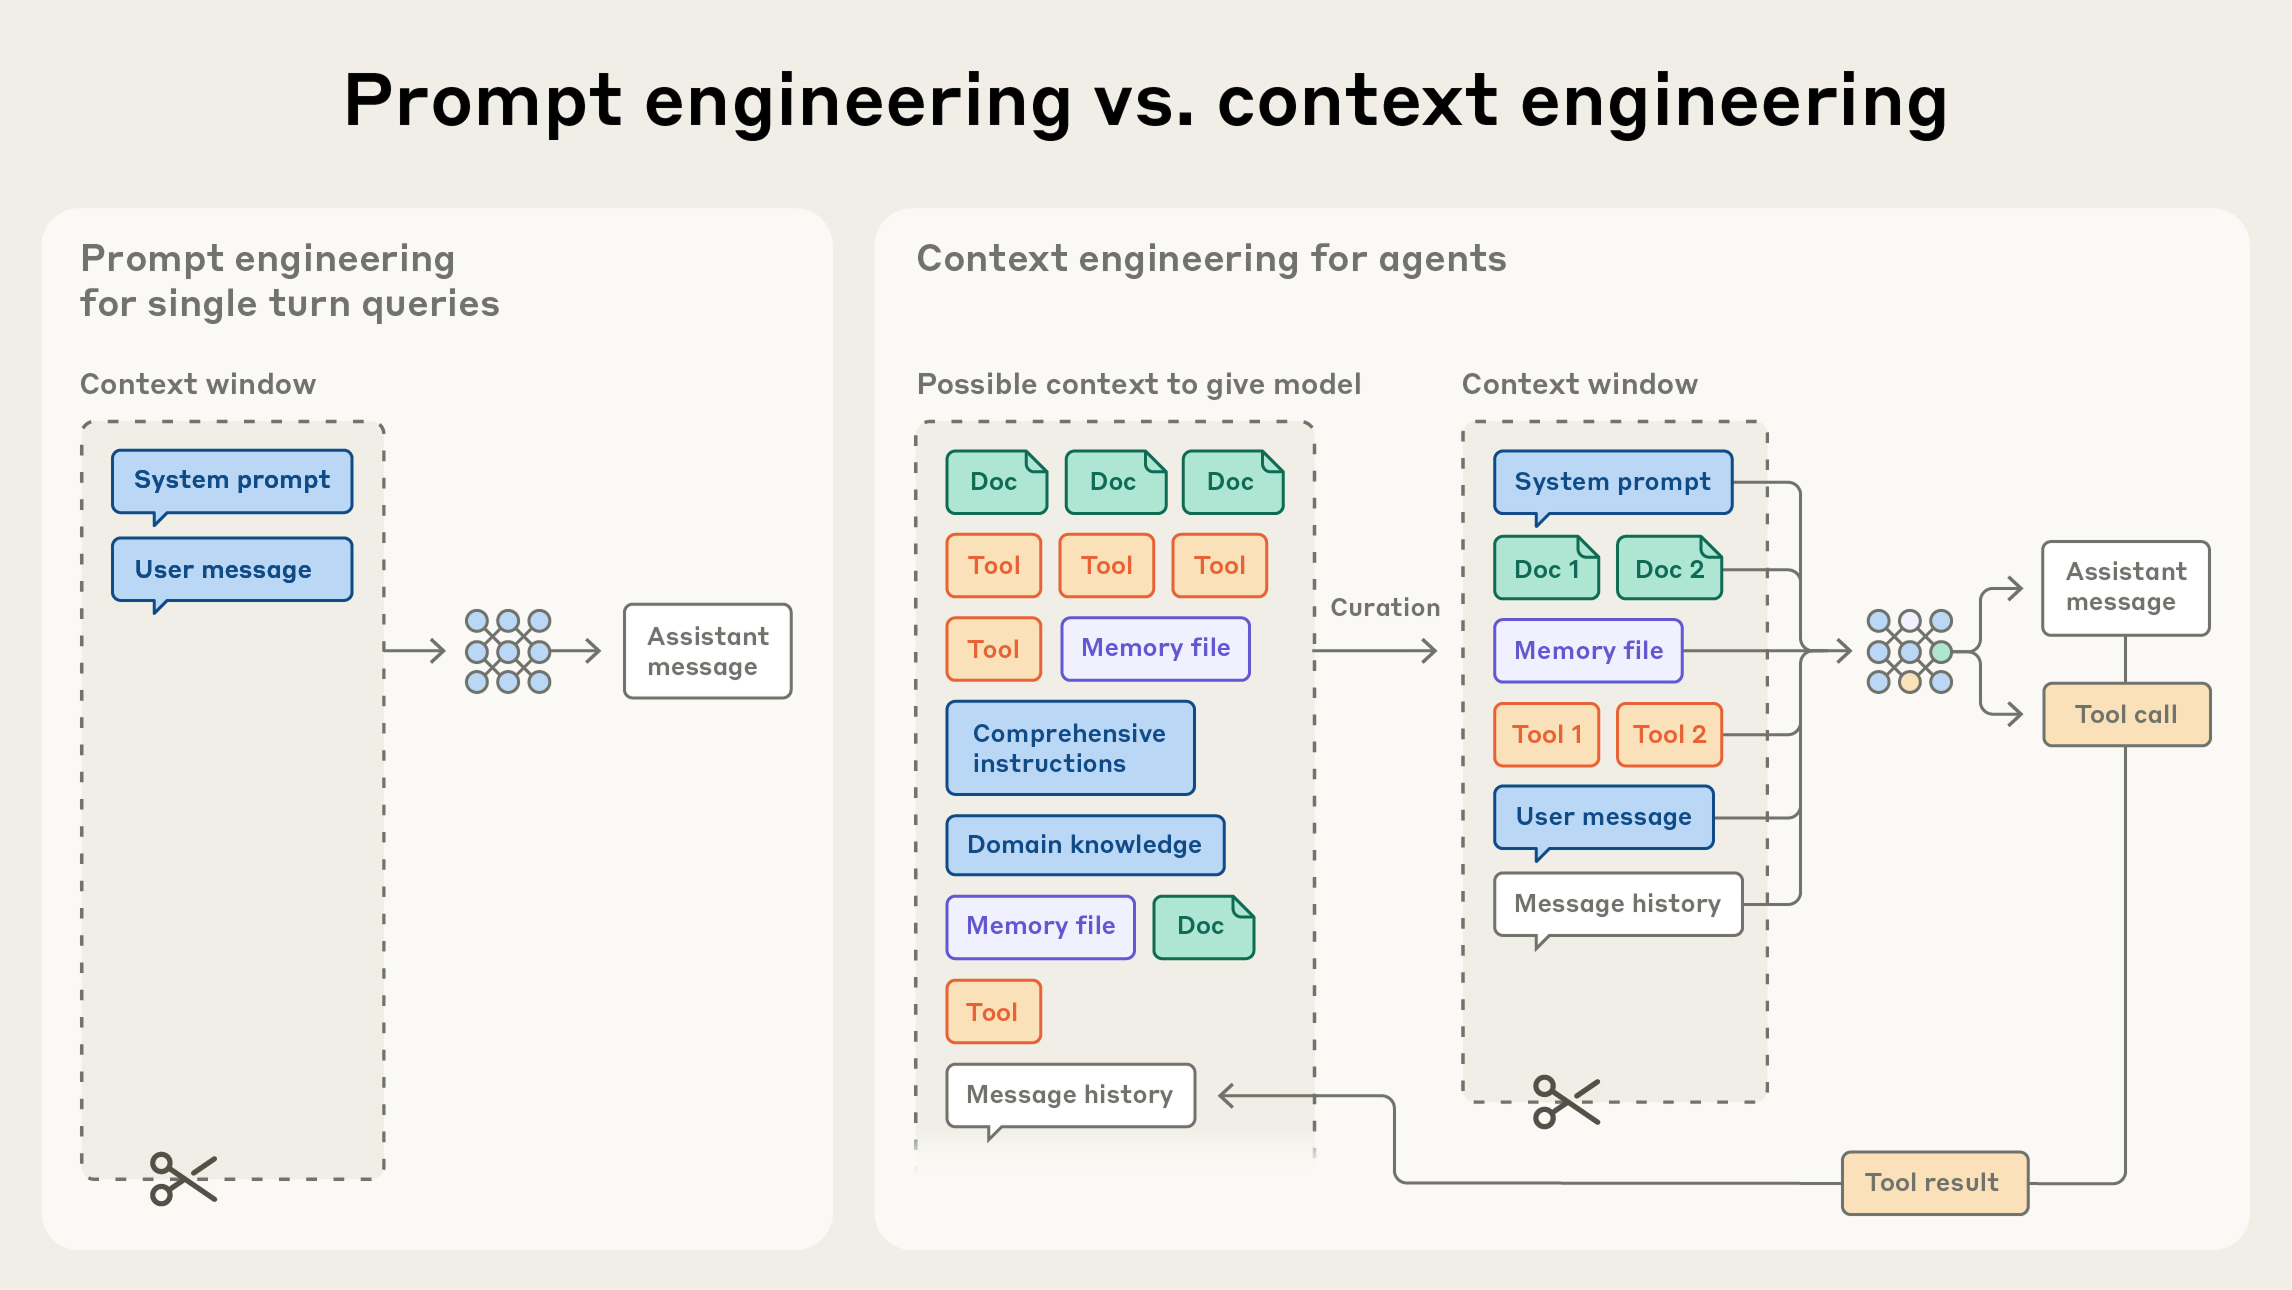 Prompt engineering vs. context engineering
Prompt engineering
for single turn queries
Context window
System prompt
User message
Assistant
message
Context engineering for agents
Possible context to give model
Doc
Doc
Doc
Tool
Tool
Tool
Tool
Memory file
Comprehensive
instructions
Domain knowledge
Memory file
Doc
Tool
Message history
Curation
Context window
System prompt
Doc 1
Doc 2
Memory file
Tool 1
Tool 2
User message
Message history
Assistant
message
Tool call
Tool result